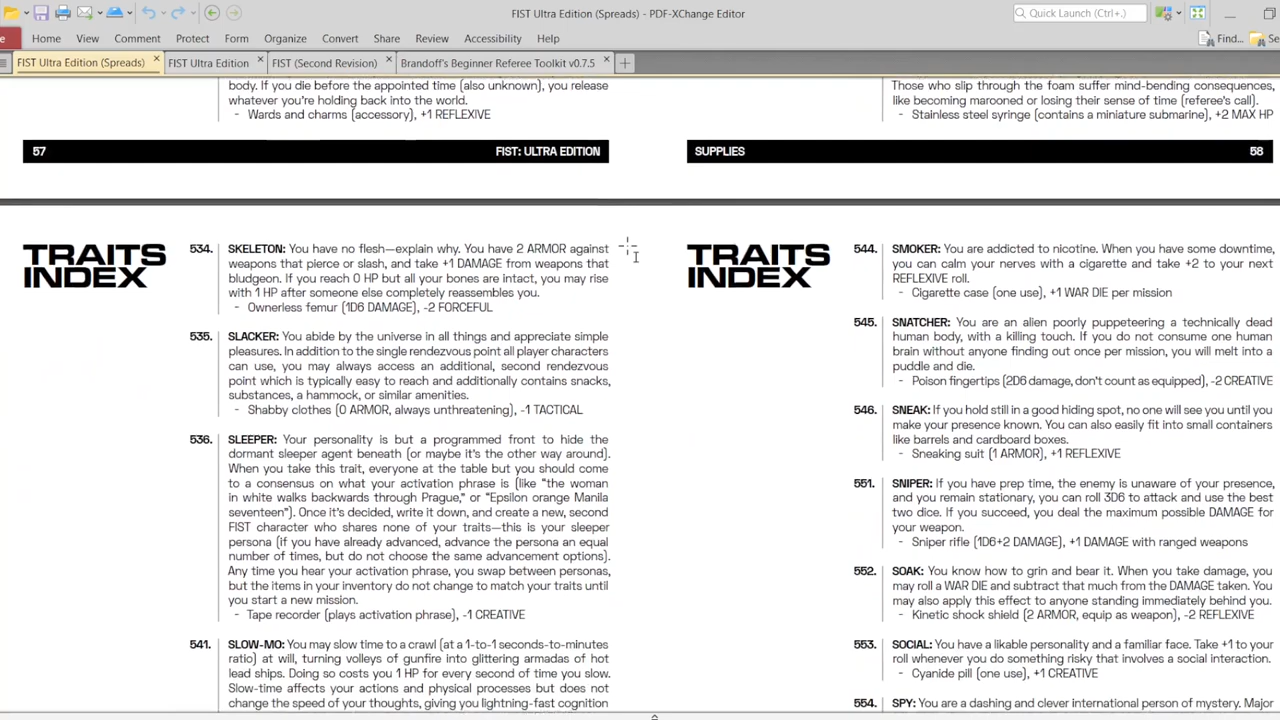 FIST Ultra Edition (Spreads) - PDF-XChange Editor
Quick Launch (Ctrl+.)
Home View Comment Protect Form Organize Convert Share Review Accessibility Help
Find...
FIST Ultra Edition (Spreads) × FIST Ultra Edition × FIST (Second Revision) × Brandoff's Beginner Referee Toolkit v0.7.5 ×
body. If you die before the appointed time (also unknown), you release
whatever you're holding back into the world.
- Wards and charms (accessory), +1 REFLEXIVE
57 FIST: ULTRA EDITION
Those who slip through the foam suffer mind-bending consequences,
like becoming marooned or losing their sense of time (referee's call).
- Stainless steel syringe (contains a miniature submarine), +2 MAX HP
SUPPLIES 58
TRAITS
INDEX
534. SKELETON: You have no flesh—explain why. You have 2 ARMOR against
weapons that pierce or slash, and take +1 DAMAGE from weapons that
bludgeon. If you reach 0 HP but all your bones are intact, you may rise
with 1 HP after someone else completely reassembles you.
- Ownerless femur (1D6 DAMAGE), -2 FORCEFUL
535. SLACKER: You abide by the universe in all things and appreciate simple
pleasures. In addition to the single rendezvous point all player characters
can use, you may always access an additional, second rendezvous
point which is typically easy to reach and additionally contains snacks,
substances, a hammock, or similar amenities.
- Shabby clothes (0 ARMOR, always unthreatening), -1 TACTICAL
536. SLEEPER: Your personality is but a programmed front to hide the
dormant sleeper agent beneath (or maybe it's the other way around).
When you take this trait, everyone at the table but you should come
to a consensus on what your activation phrase is (like "the woman
in white walks backwards through Prague," or "Epsilon orange Manila
seventeen"). Once it's decided, write it down, and create a new, second
FIST character who shares none of your traits—this is your sleeper
persona (if you have already advanced, advance the persona an equal
number of times, but do not choose the same advancement options).
Any time you hear your activation phrase, you swap between personas,
but the items in your inventory do not change to match your traits until
you start a new mission.
- Tape recorder (plays activation phrase), -1 CREATIVE
541. SLOW-MO: You may slow time to a crawl (at a 1-to-1 seconds-to-minutes
ratio) at will, turning volleys of gunfire into glittering armadas of hot
lead ships. Doing so costs you 1 HP for every second of time you slow.
Slow-time affects your actions and physical processes but does not
change the speed of your thoughts, giving you lightning-fast cognition
TRAITS
INDEX
544. SMOKER: You are addicted to nicotine. When you have some downtime,
you can calm your nerves with a cigarette and take +2 to your next
REFLEXIVE roll.
- Cigarette case (one use), +1 WAR DIE per mission
545. SNATCHER: You are an alien poorly puppeteering a technically dead
human body, with a killing touch. If you do not consume one human
brain without anyone finding out once per mission, you will melt into a
puddle and die.
- Poison fingertips (2D6 damage, don't count as equipped), -2 CREATIVE
546. SNEAK: If you hold still in a good hiding spot, no one will see you until you
make your presence known. You can also easily fit into small containers
like barrels and cardboard boxes.
- Sneaking suit (1 ARMOR), +1 REFLEXIVE
551. SNIPER: If you have prep time, the enemy is unaware of your presence,
and you remain stationary, you can roll 3D6 to attack and use the best
two dice. If you succeed, you deal the maximum possible DAMAGE for
your weapon.
- Sniper rifle (1D6+2 DAMAGE), +1 DAMAGE with ranged weapons
552. SOAK: You know how to grin and bear it. When you take damage, you
may roll a WAR DIE and subtract that much from the DAMAGE taken. You
may also apply this effect to anyone standing immediately behind you.
- Kinetic shock shield (2 ARMOR, equip as weapon), -2 REFLEXIVE
553. SOCIAL: You have a likable personality and a familiar face. Take +1 to your
roll whenever you do something risky that involves a social interaction.
- Cyanide pill (one use), +1 CREATIVE
554. SPY: You are a dashing and clever international person of mystery. Major